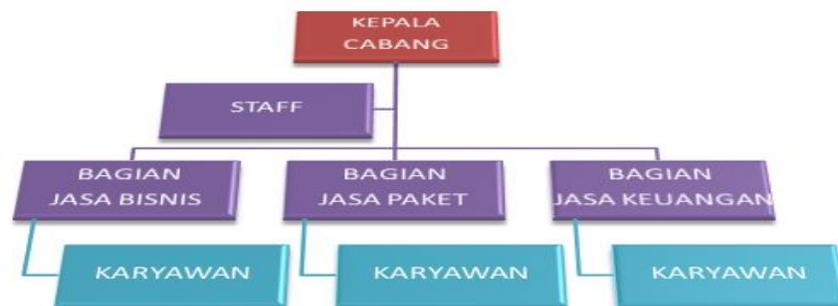 KEPALA
CABANG
STAFF
BAGIAN
JASA BISNIS
BAGIAN
JASA PAKET
BAGIAN
JASA KEUANGAN
KARYAWAN
KARYAWAN
KARYAWAN